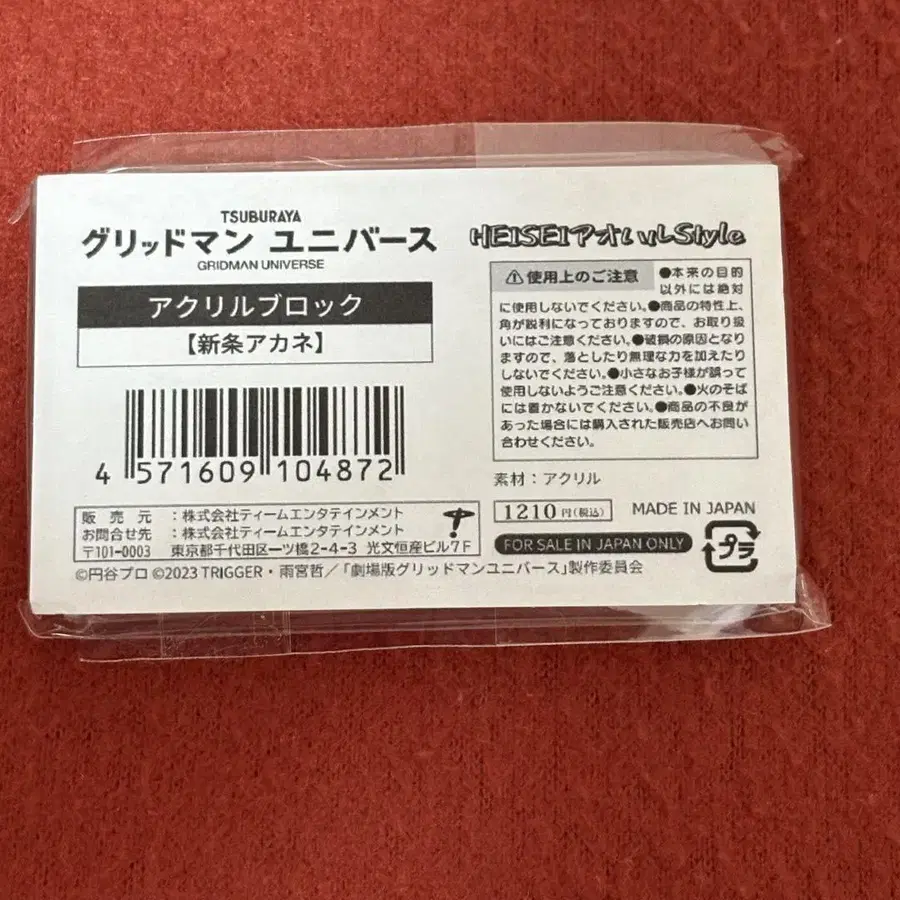 TSUBURAYA
グリッドマン ユニバース
GRIDMAN UNIVERSE
アクリルブロック
【新条アカネ】
4 571609 104872
販売元 ：株式会社ティームエンタテインメント
お問合せ先 ：株式会社ティームエンタテインメント
〒101-0003 東京都千代田区一ツ橋2-4-3 光文恒産ビル7F
©円谷プロ ©2023 TRIGGER・雨宮哲／「劇場版グリッドマンユニバース」製作委員会
HEISEIアオハルStyle
⚠使用上のご注意 ●本来の目的
以外には絶対
に使用しないでください。●商品の特性上、
角が鋭利になっておりますので、お取り扱
いにはご注意ください。●破損の原因となり
ますので、落としたり無理な力を加えたり
しないでください。●小さなお子様が誤って
使用しないようご注意ください。●火のそば
には置かないでください。●商品の不良が
あった場合には購入された販売店へお問い
合わせください。
素材：アクリル
1210円(税込) MADE IN JAPAN
FOR SALE IN JAPAN ONLY
プラ